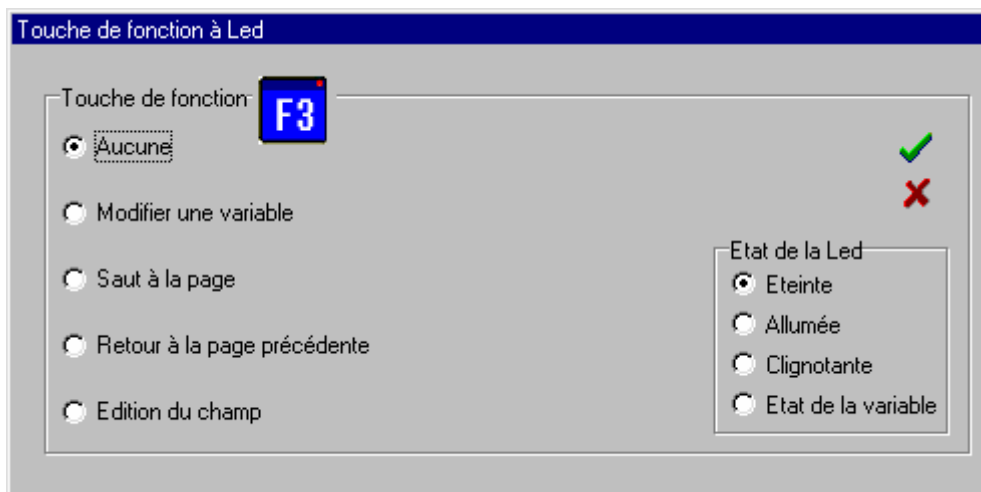 Touche de fonction à Led
Touche de fonction
F3
Aucune
Modifier une variable
Saut à la page
Retour à la page précédente
Edition du champ
Etat de la Led
Eteinte
Allumée
Clignotante
Etat de la variable